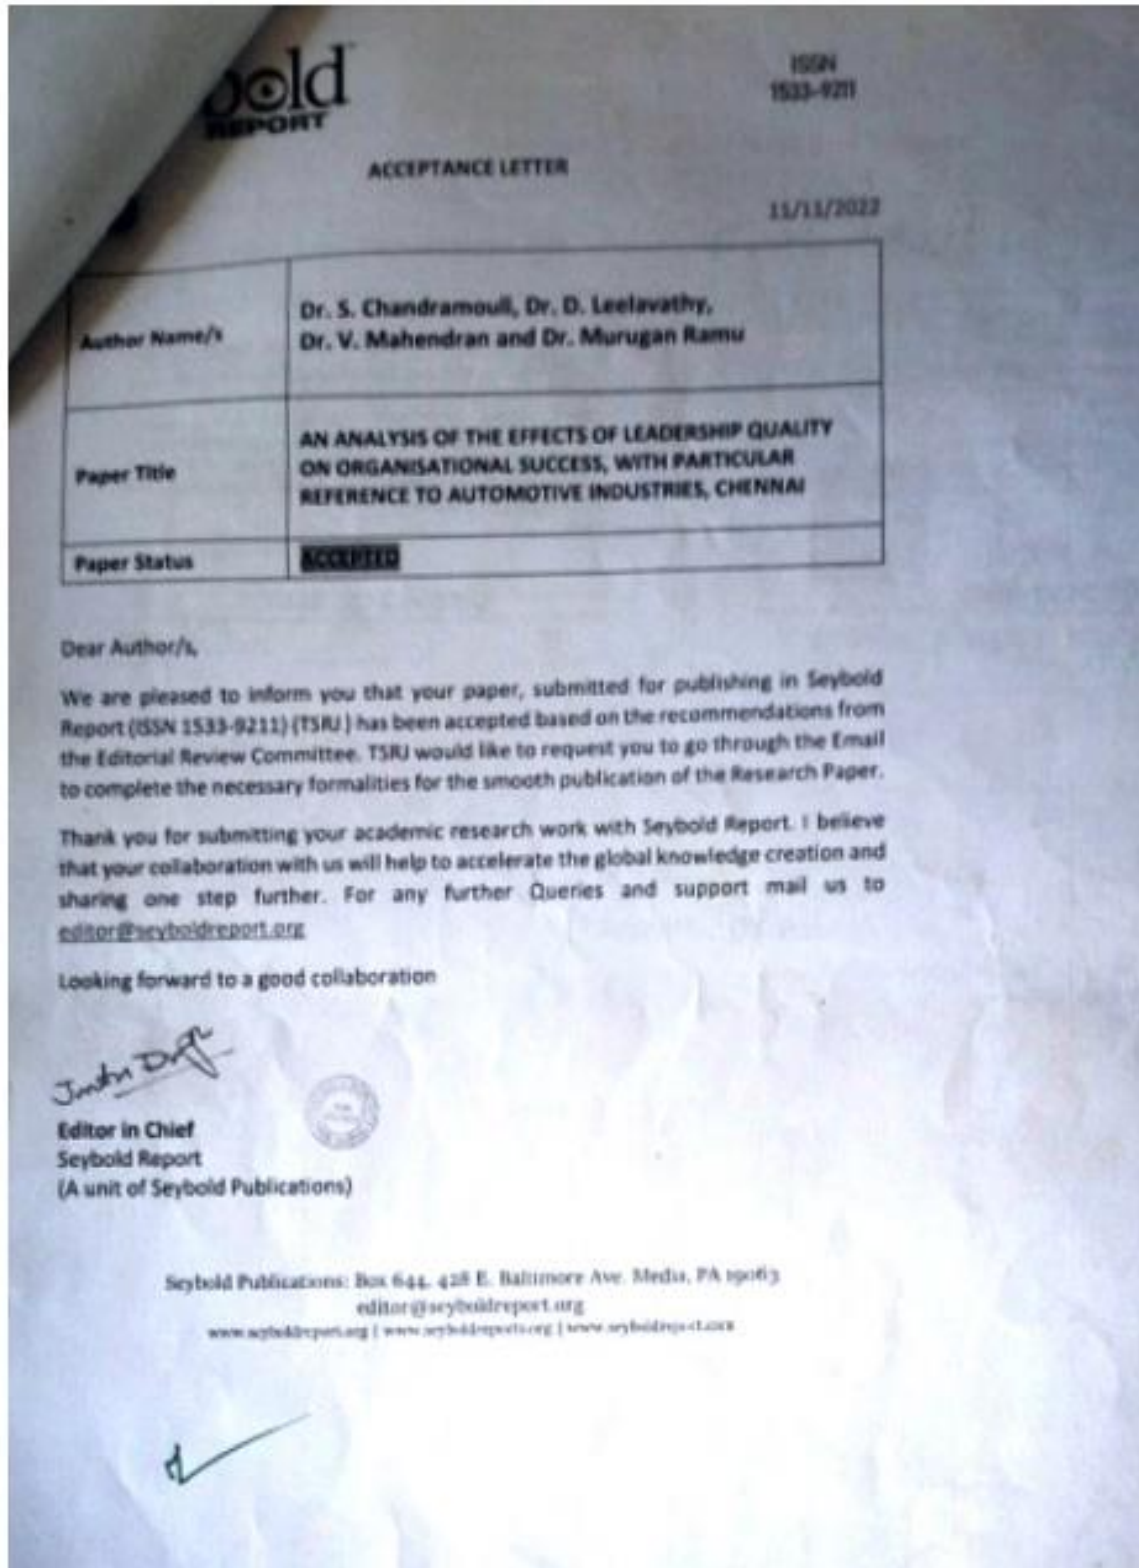 bold
REPORT
ISSN
1533-9211
ACCEPTANCE LETTER
11/11/2022
Author Name/s
Dr. S. Chandramouli, Dr. D. Leelavathy,
Dr. V. Mahendran and Dr. Murugan Ramu
Paper Title
AN ANALYSIS OF THE EFFECTS OF LEADERSHIP QUALITY
ON ORGANISATIONAL SUCCESS, WITH PARTICULAR
REFERENCE TO AUTOMOTIVE INDUSTRIES, CHENNAI
Paper Status
ACCEPTED
Dear Author/s,
We are pleased to inform you that your paper, submitted for publishing in Seybold
Report (ISSN 1533-9211) (TSRJ ) has been accepted based on the recommendations from
the Editorial Review Committee. TSRJ would like to request you to go through the Email
to complete the necessary formalities for the smooth publication of the Research Paper.
Thank you for submitting your academic research work with Seybold Report. I believe
that your collaboration with us will help to accelerate the global knowledge creation and
sharing one step further. For any further Queries and support mail us to
editor@seyboldreport.org
Looking forward to a good collaboration
Editor in Chief
Seybold Report
(A unit of Seybold Publications)
Seybold Publications: Box 644, 428 E. Baltimore Ave. Media, PA 19063
editor@seyboldreport.org
www.seyboldreport.org | www.seyboldreports.org |